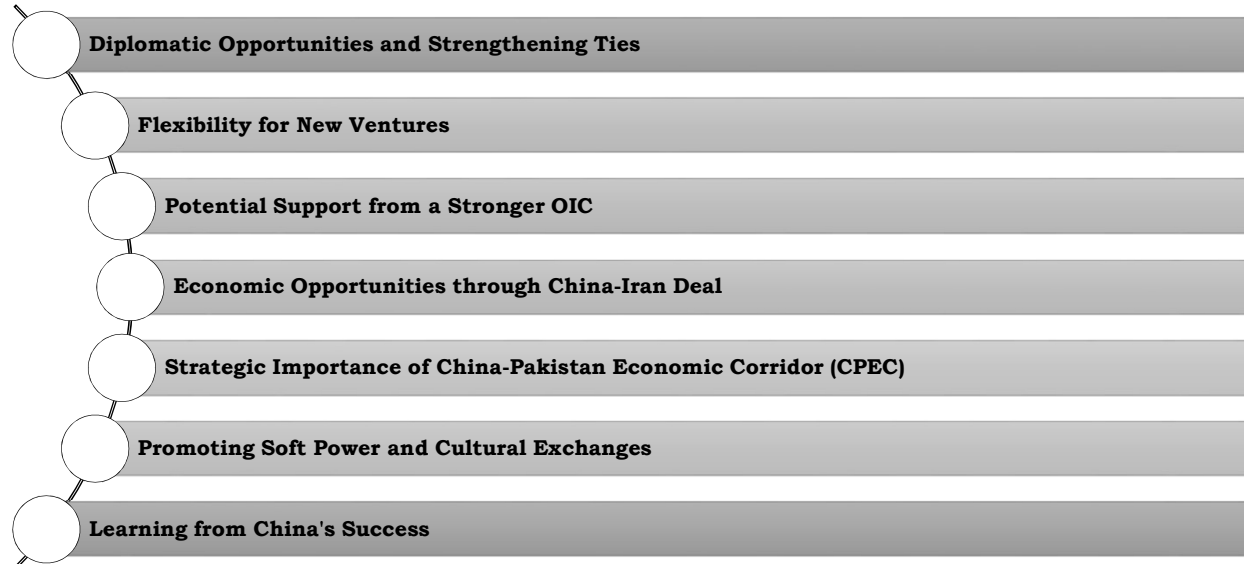 Diplomatic Opportunities and Strengthening Ties
Flexibility for New Ventures
Potential Support from a Stronger OIC
Economic Opportunities through China-Iran Deal
Strategic Importance of China-Pakistan Economic Corridor (CPEC)
Promoting Soft Power and Cultural Exchanges
Learning from China's Success